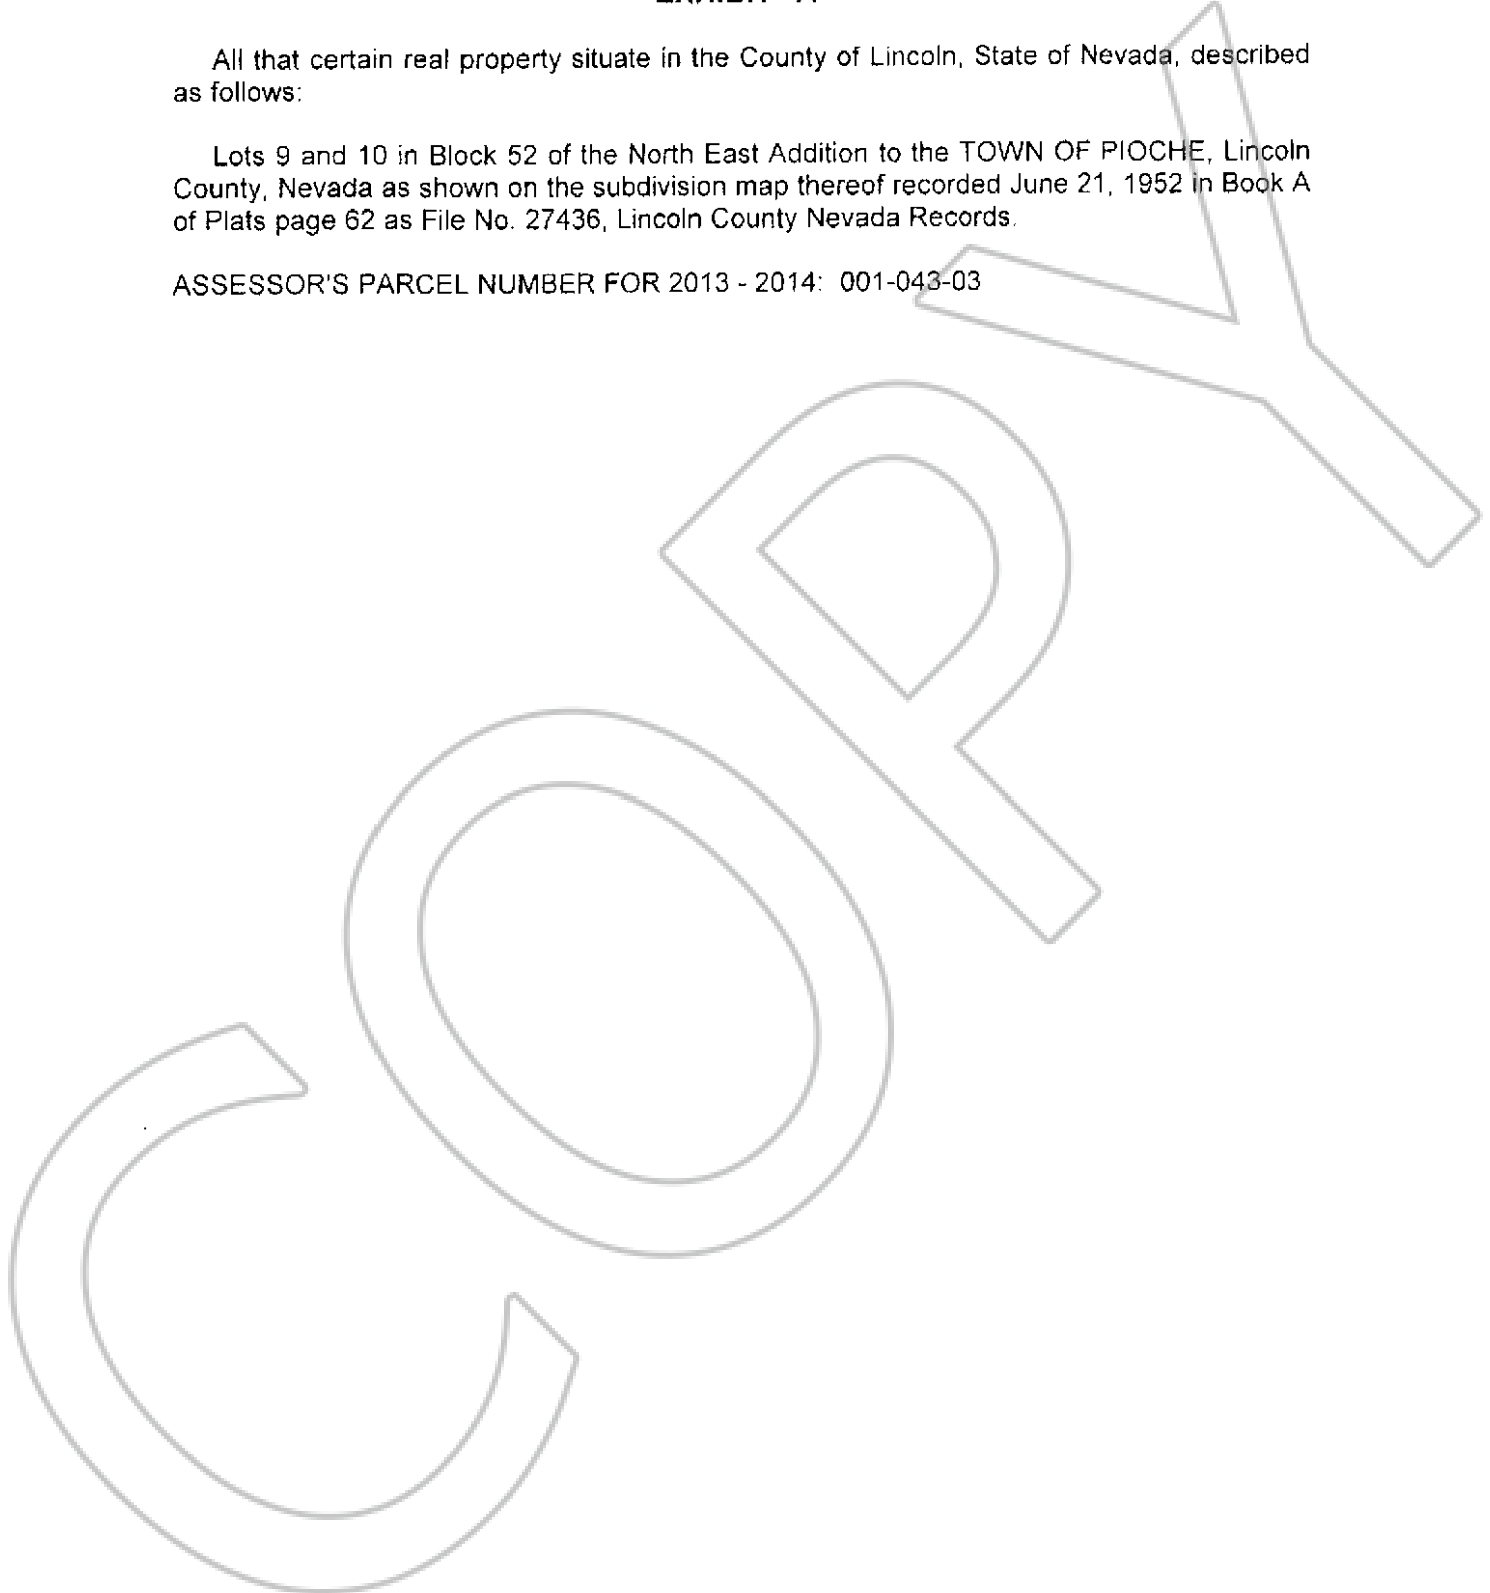 All that certain real property situate in the County of Lincoln, State of Nevada, described
as follows:
Lots 9 and 10 in Block 52 of the North East Addition to the TOWN OF PIOCHE, Lincoln
County, Nevada as shown on the subdivision map thereof recorded June 21, 1952 in Book A
of Plats page 62 as File No. 27436, Lincoln County Nevada Records.
ASSESSOR'S PARCEL NUMBER FOR 2013 - 2014: 001-043-03
COPY